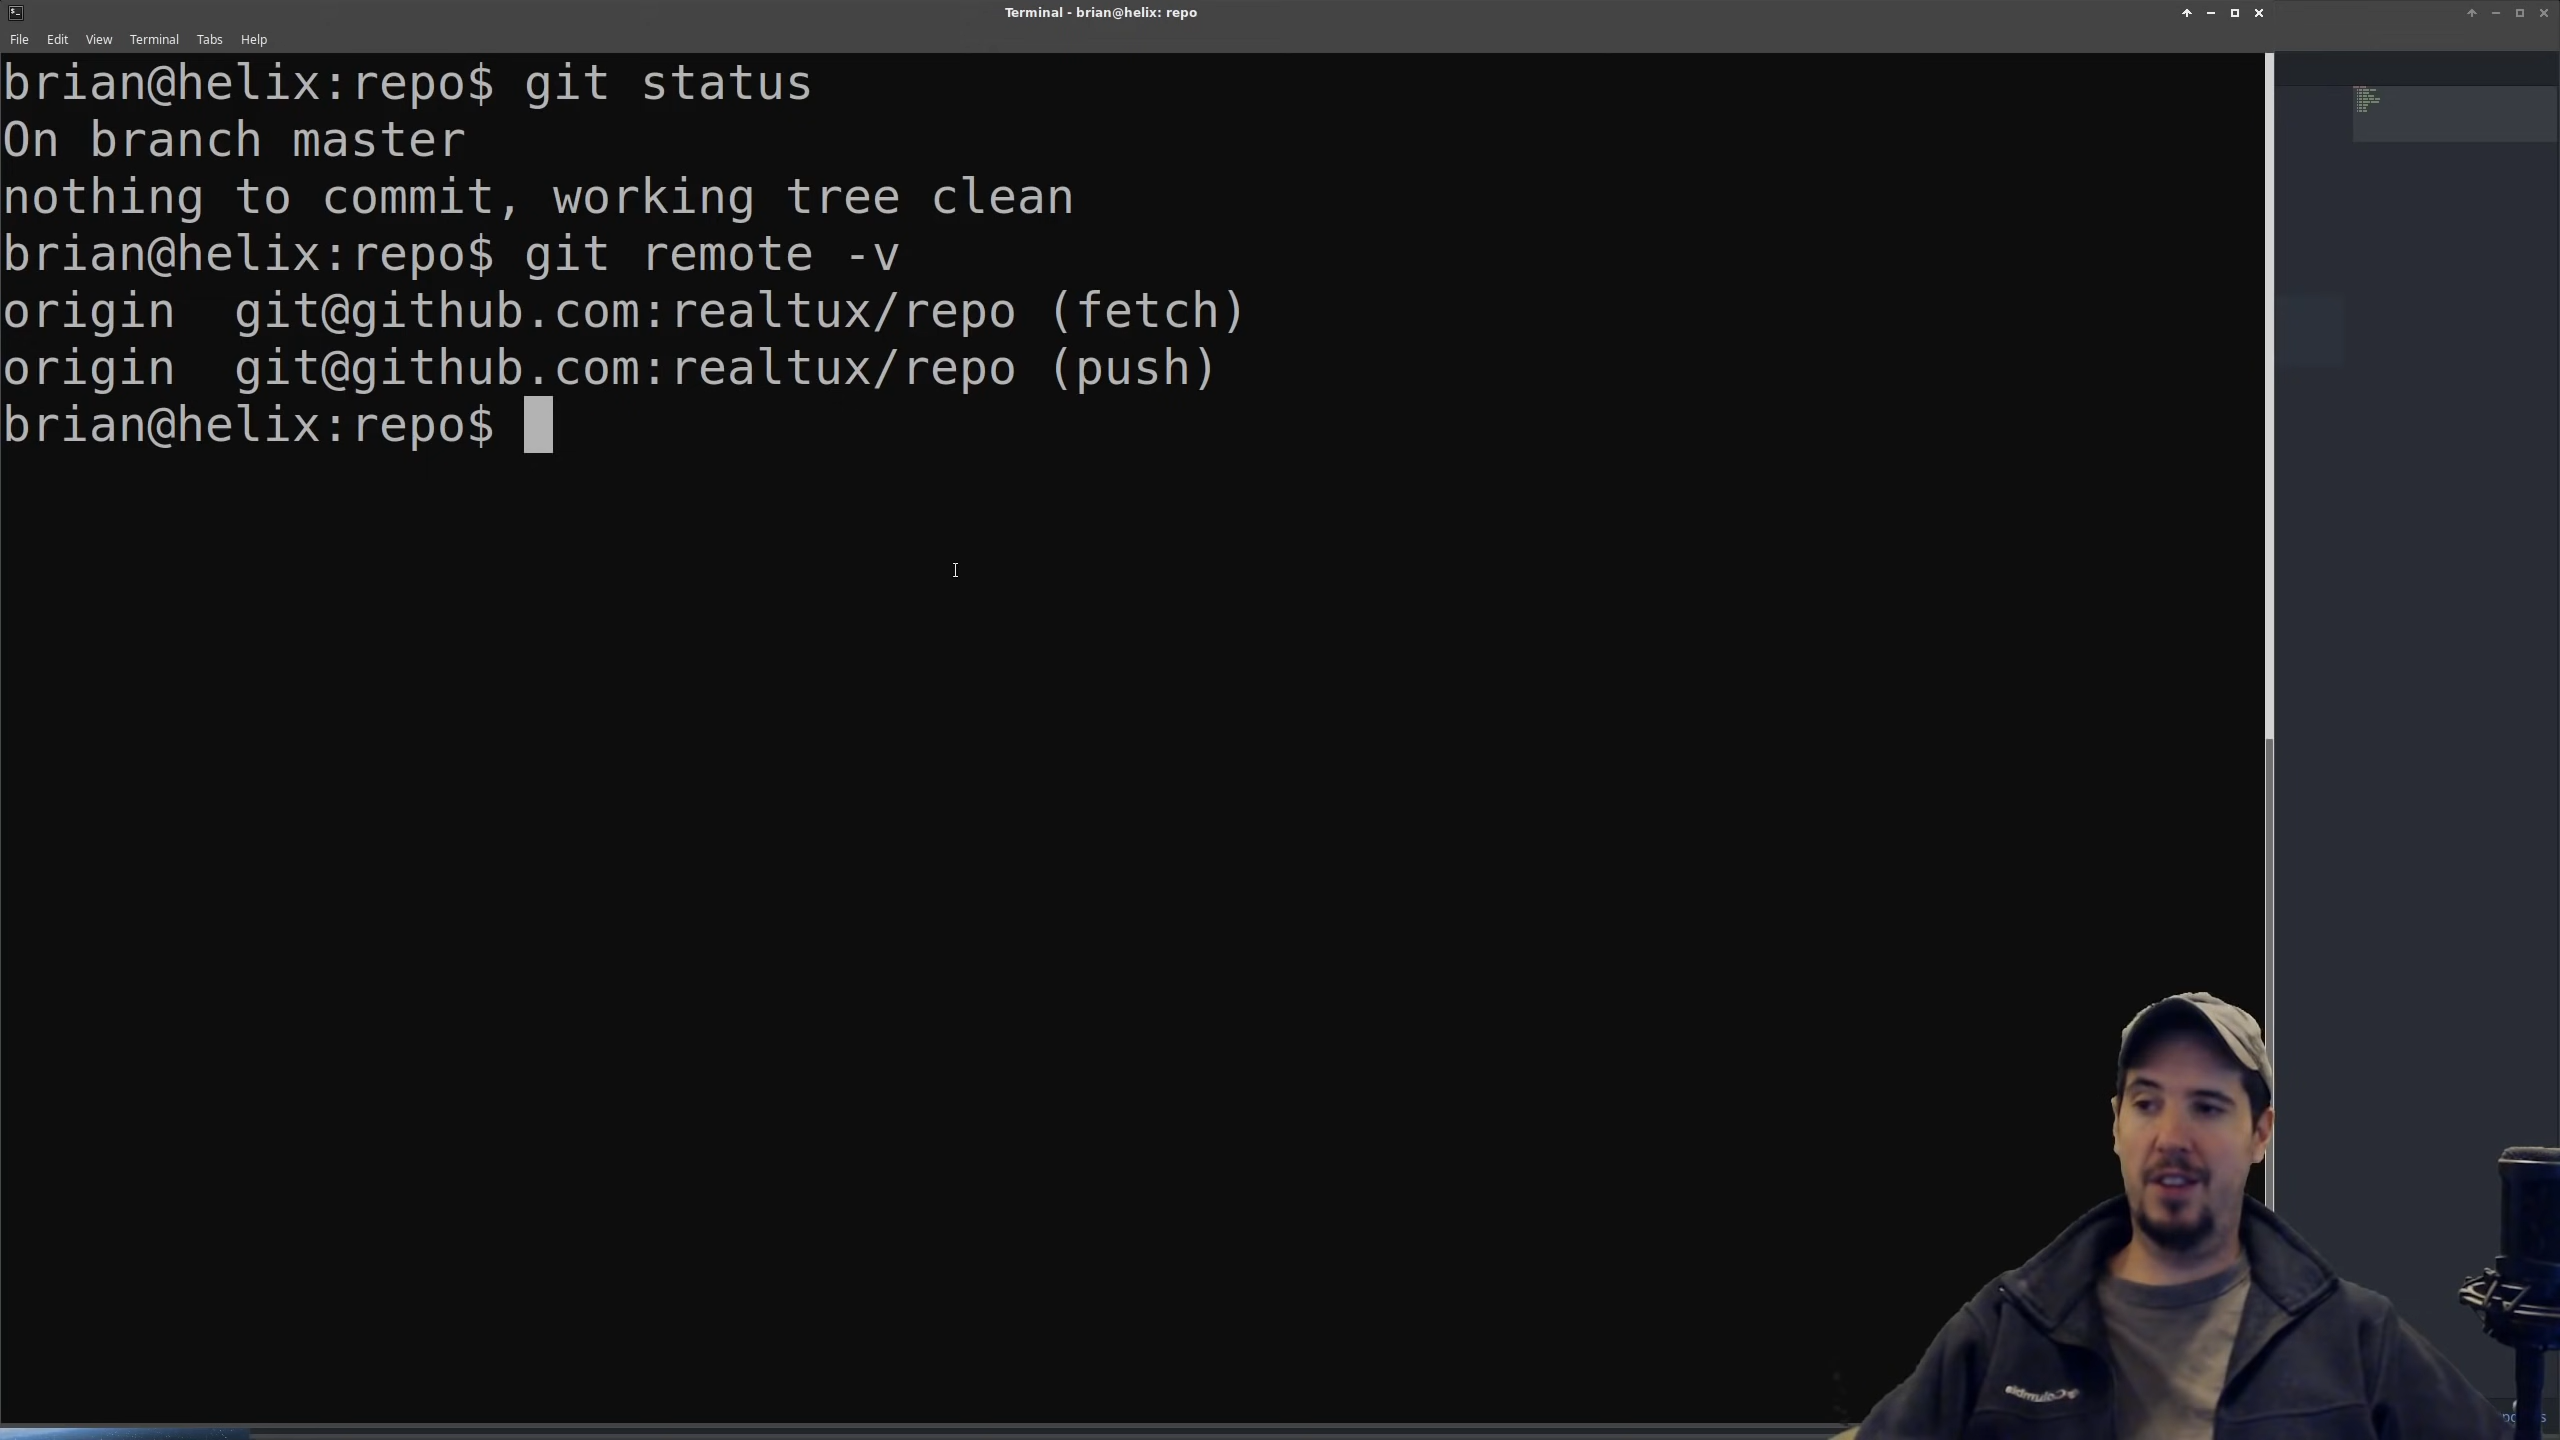 Terminal - brian@helix: repo
File Edit View Terminal Tabs Help
brian@helix:repo$ git status
On branch master
nothing to commit, working tree clean
brian@helix:repo$ git remote -v
origin  git@github.com:realtux/repo (fetch)
origin  git@github.com:realtux/repo (push)
brian@helix:repo$
Columbia